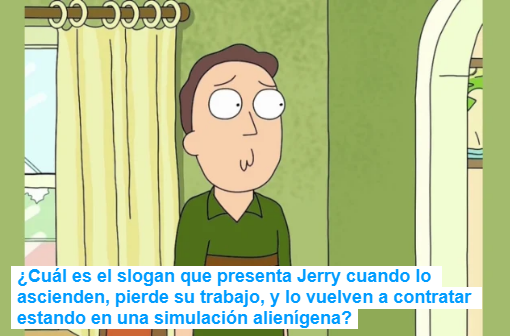 ¿Cuál es el slogan que presenta Jerry cuando lo
ascienden, pierde su trabajo, y lo vuelven a contratar
estando en una simulación alienígena?